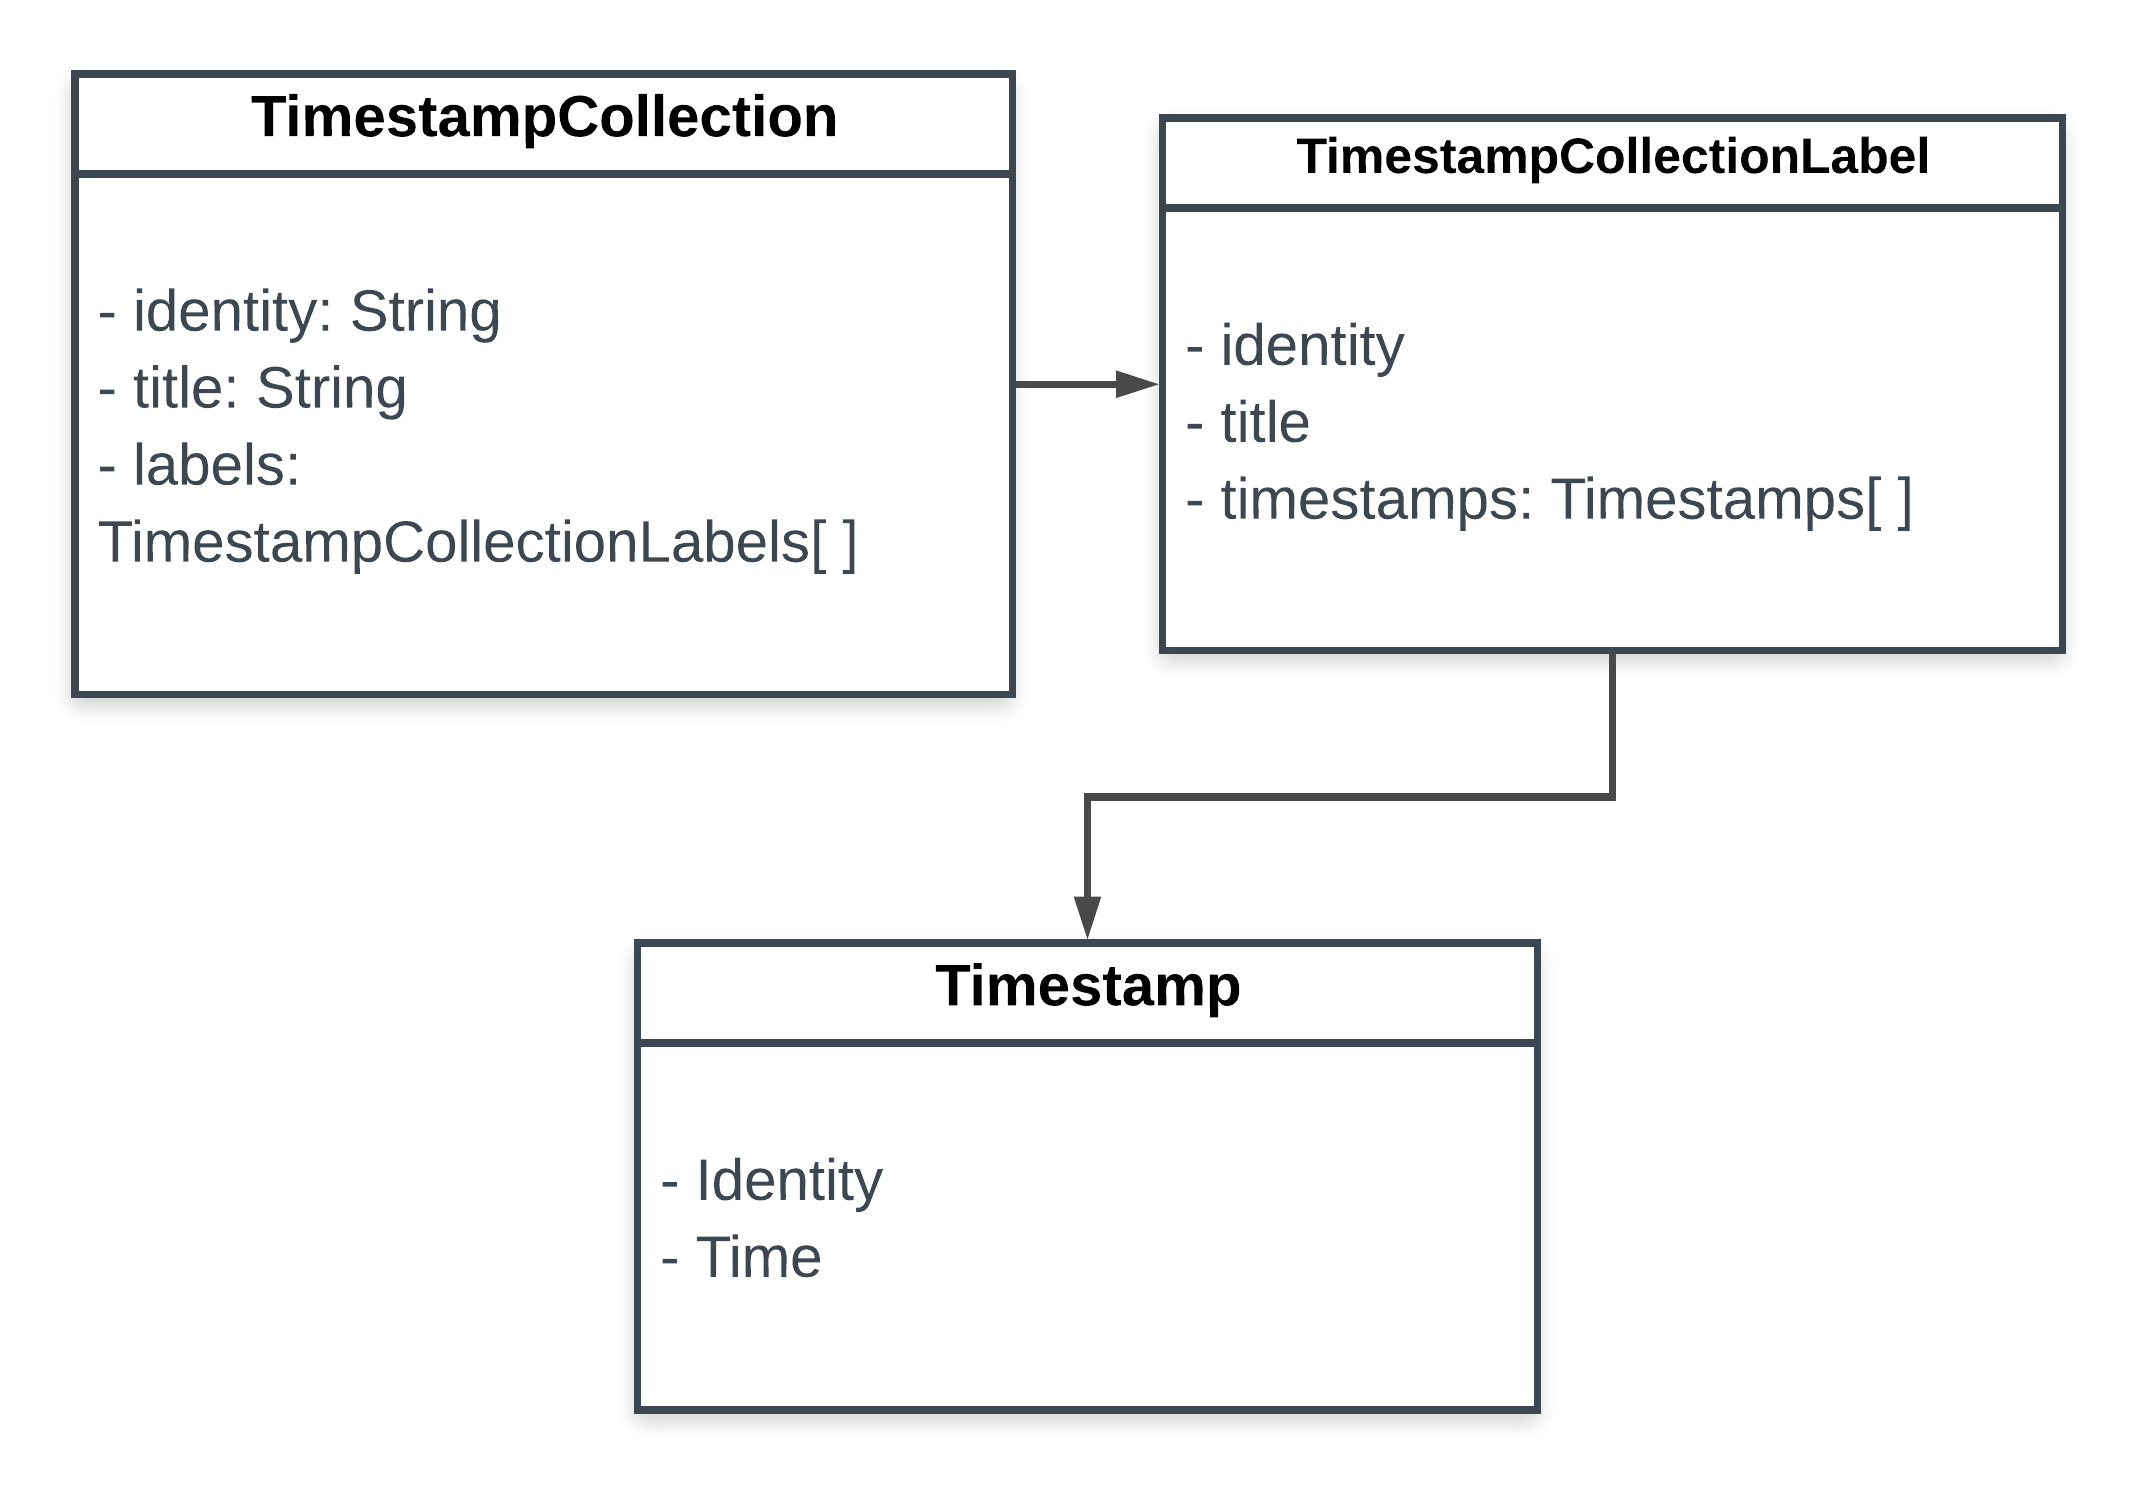 TimestampCollection
- identity: String
- title: String
- labels:
TimestampCollectionLabels[ ]
TimestampCollectionLabel
- identity
- title
- timestamps: Timestamps[ ]
Timestamp
- Identity
- Time